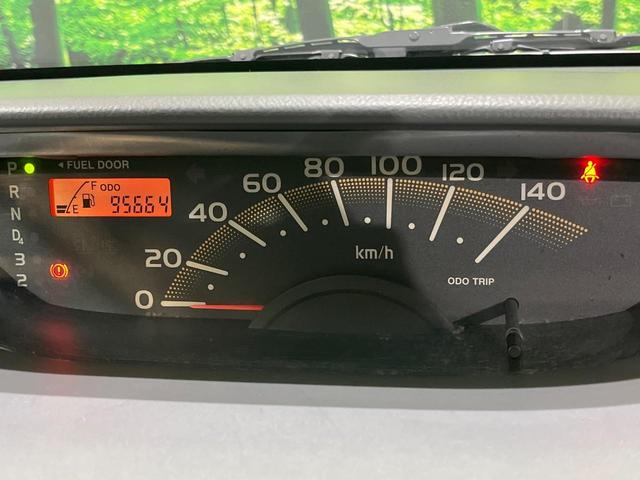 P
◄ FUEL DOOR
R
N
D4
3
2
F ODO
E
95664
0
20
40
60
80
100
120
140
km/h
ODO TRIP